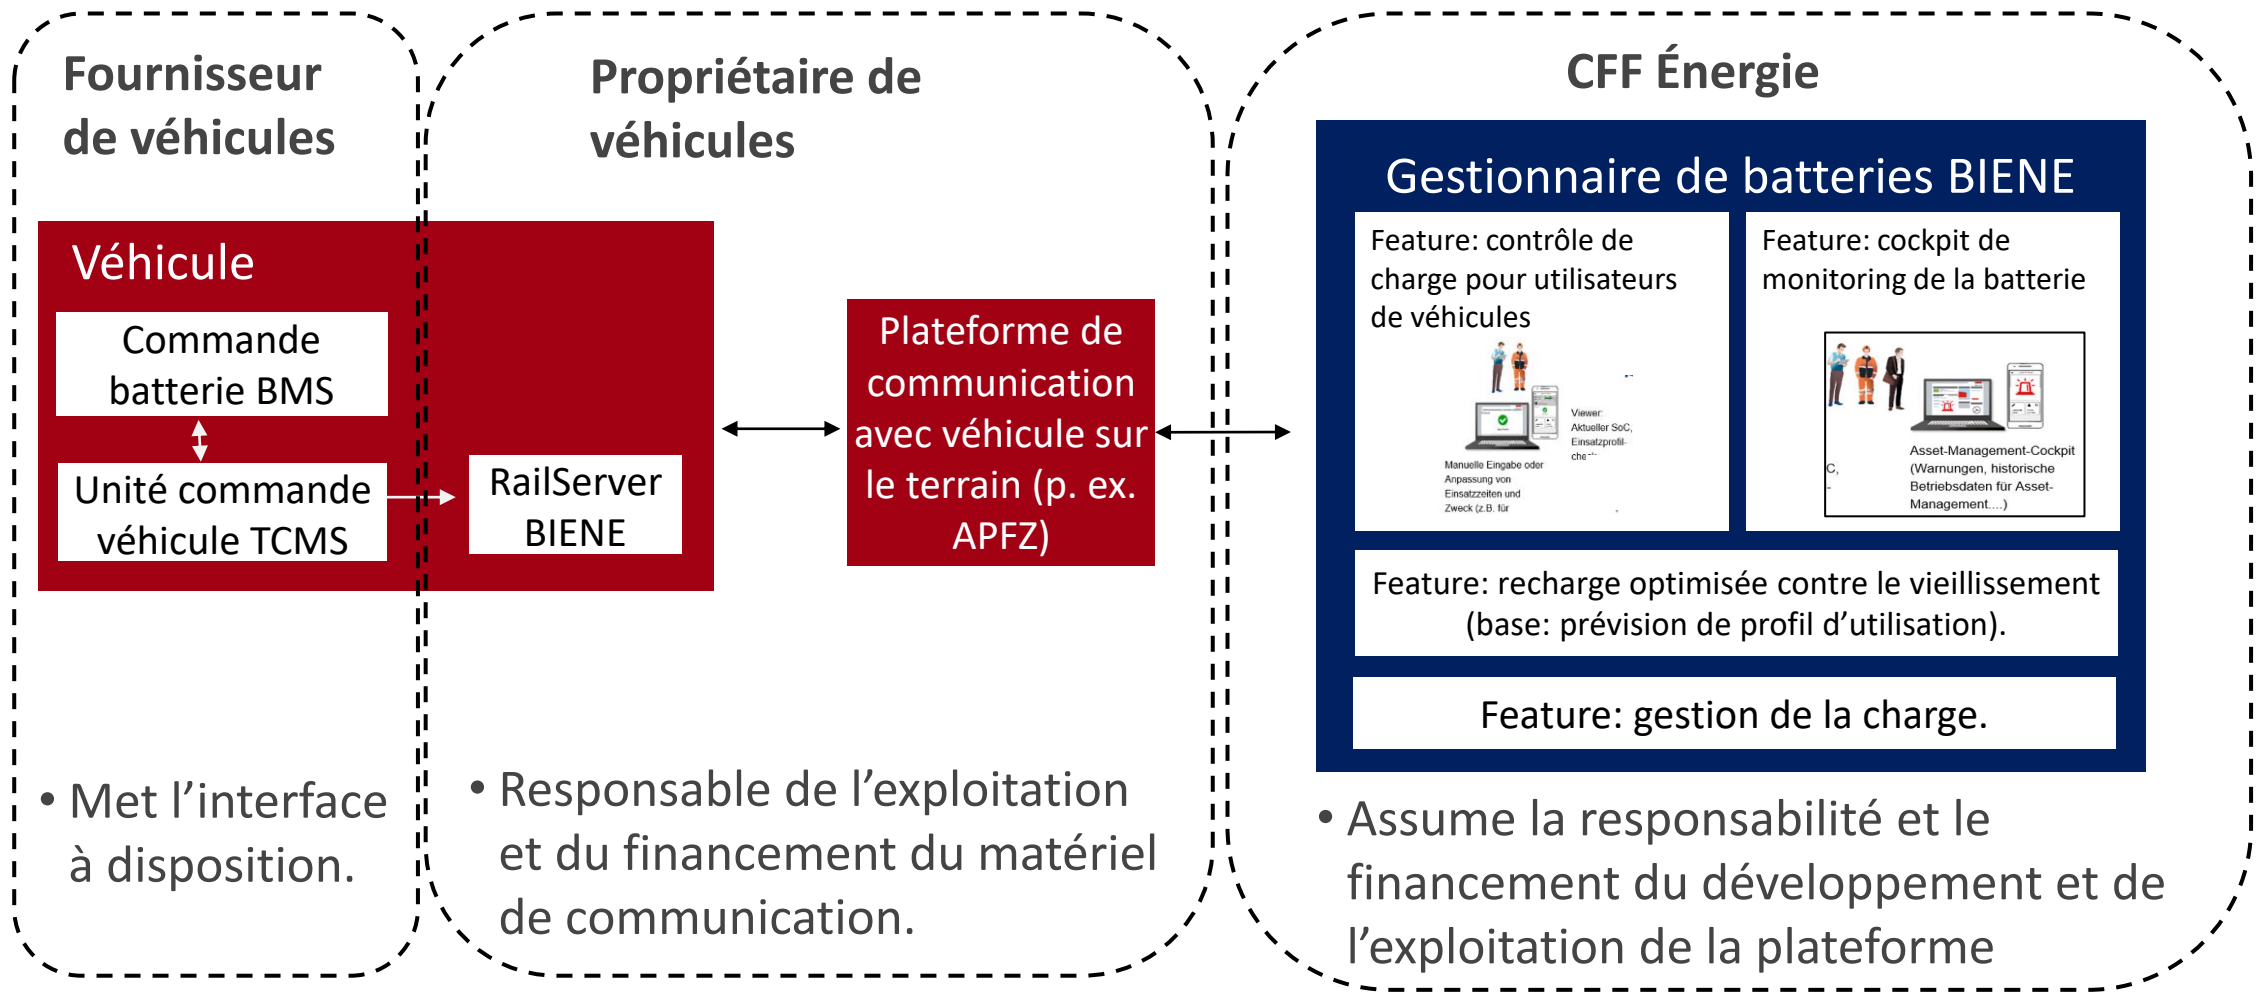 Fournisseur
de véhicules
Véhicule
Commande
batterie BMS
Unité commande
véhicule TCMS
• Met l’interface
à disposition.
Propriétaire de
véhicules
RailServer
BIENE
Plateforme de
communication
avec véhicule sur
le terrain (p. ex.
APFZ)
• Responsable de l’exploitation
et du financement du matériel
de communication.
CFF Énergie
Gestionnaire de batteries BIENE
Feature: contrôle de
charge pour utilisateurs
de véhicules
Viewer:
Aktueller SoC,
Einsatzprofil-
Manuelle Eingabe oder
Anpassung von
Einsatzzeiten und
Zweck (z.B. für
Feature: cockpit de
monitoring de la batterie
C,
-
Asset-Management-Cockpit
(Warnungen, historische
Betriebsdaten für Asset-
Management....)
Feature: recharge optimisée contre le vieillissement
(base: prévision de profil d’utilisation).
Feature: gestion de la charge.
• Assume la responsabilité et le
financement du développement et de
l’exploitation de la plateforme